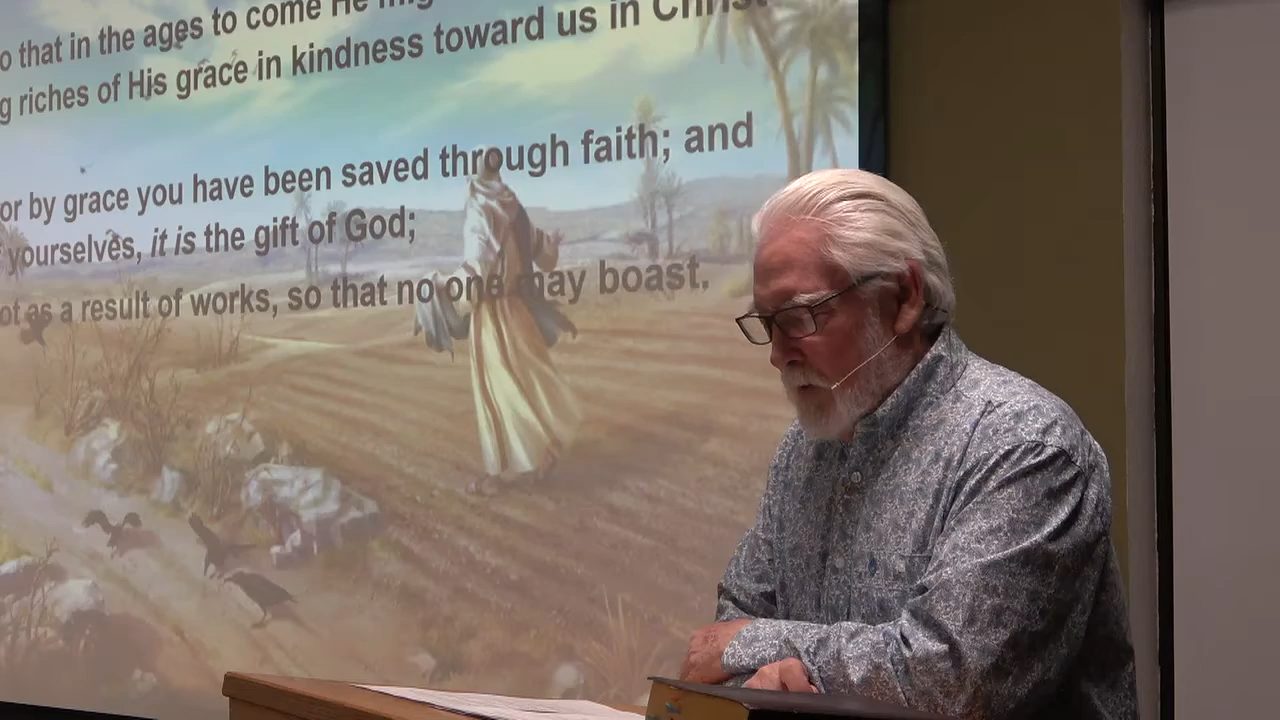 o that in the ages to come He
g riches of His grace in kindness toward us in Christ
or by grace you have been saved through faith; and
yourselves, it is the gift of God;
ot as a result of works, so that no one may boast.